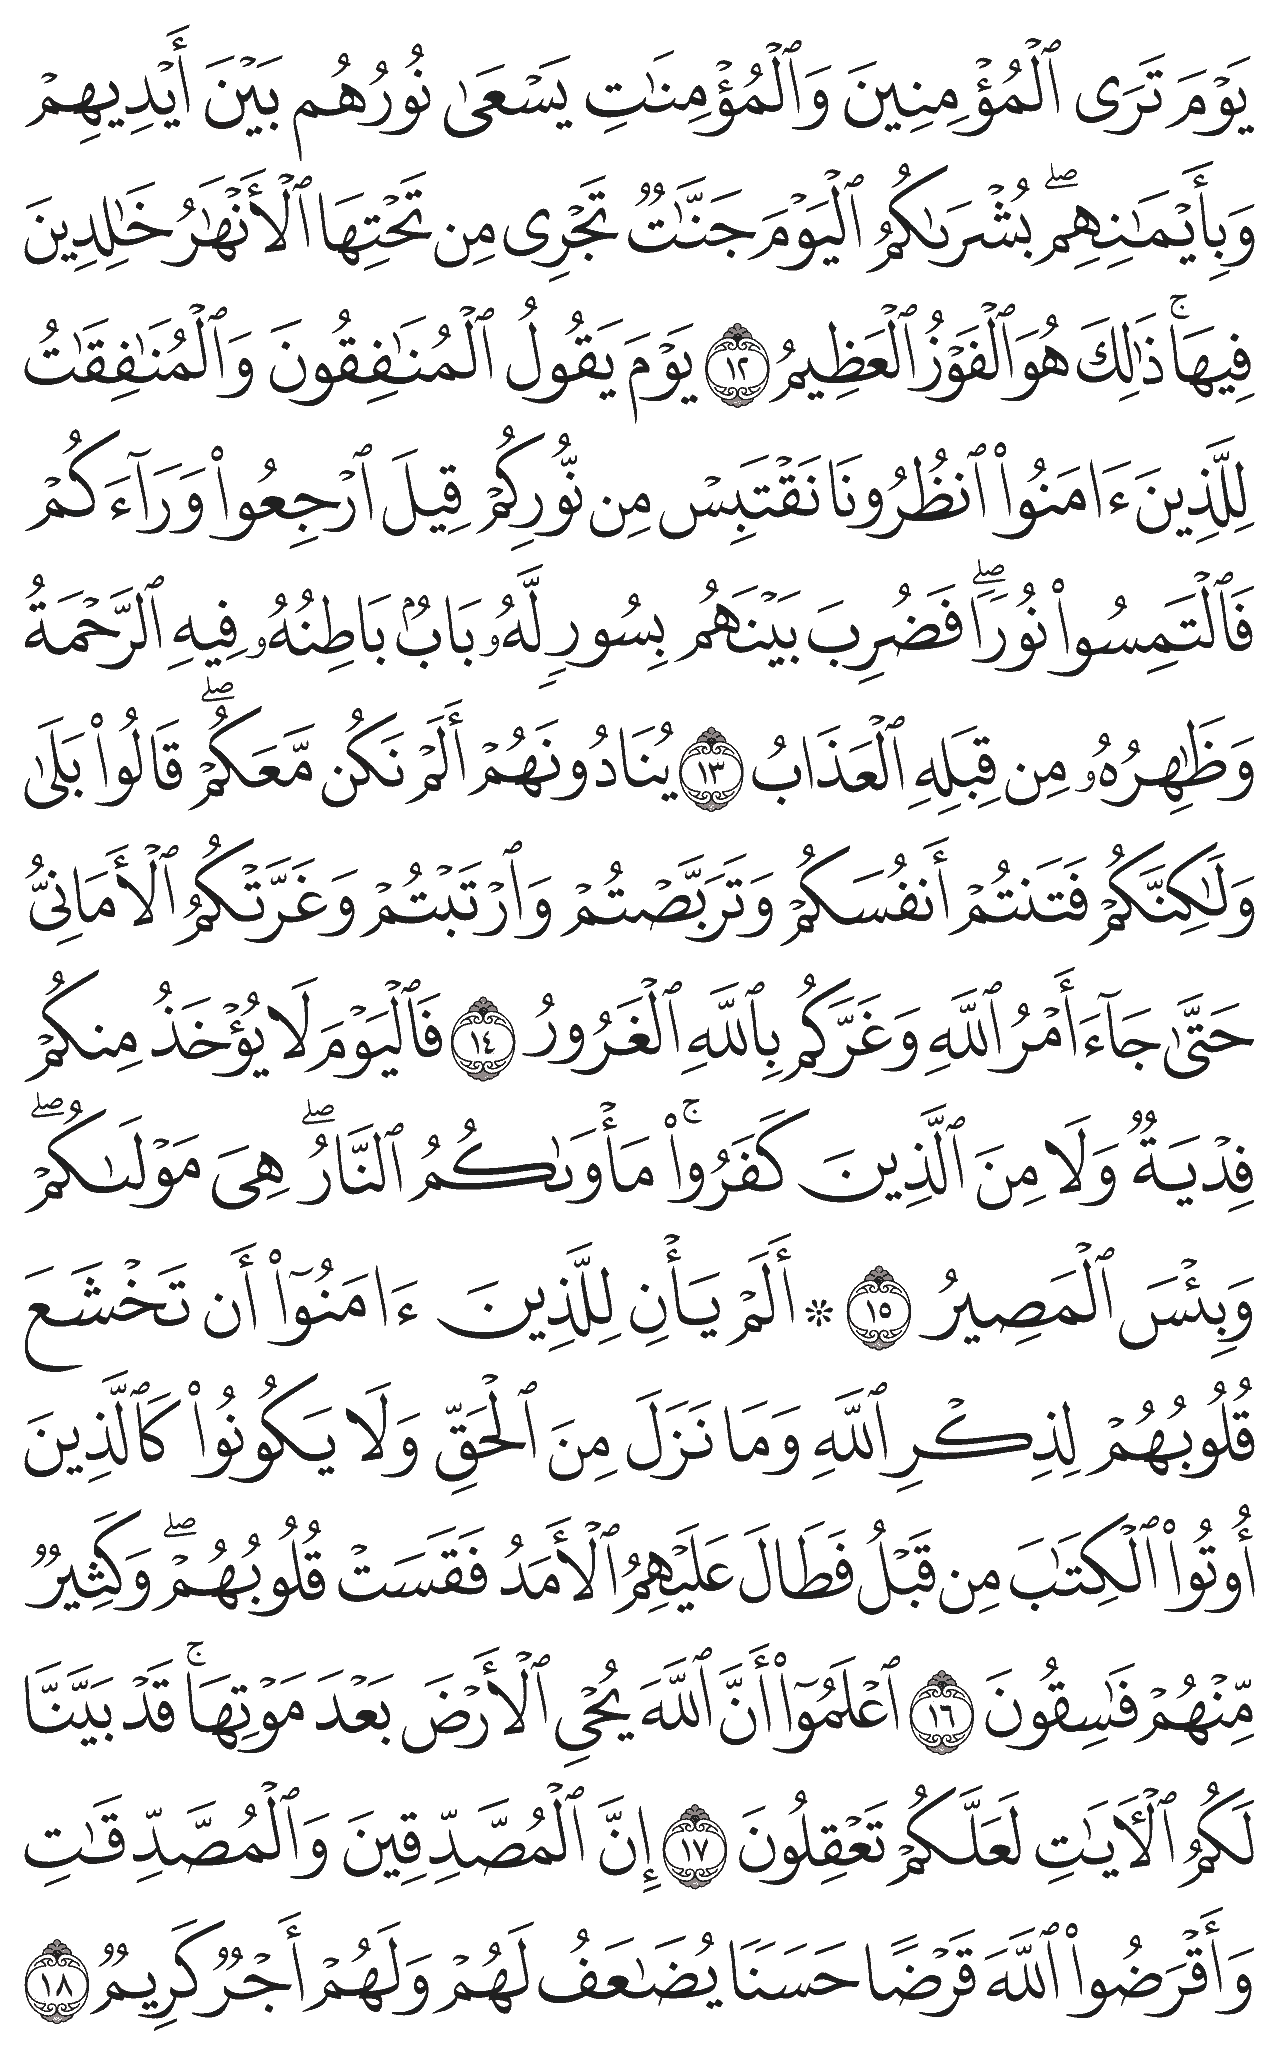 يَوْمَ تَرَى ٱلْمُؤْمِنِينَ وَٱلْمُؤْمِنَٰتِ يَسْعَىٰ نُورُهُم بَيْنَ أَيْدِيهِمْ
وَبِأَيْمَٰنِهِمۖ بُشْرَىٰكُمُ ٱلْيَوْمَ جَنَّٰتٌ تَجْرِى مِن تَحْتِهَا ٱلْأَنْهَٰرُ خَٰلِدِينَ
فِيهَاۚ ذَٰلِكَ هُوَ ٱلْفَوْزُ ٱلْعَظِيمُ ١٢ يَوْمَ يَقُولُ ٱلْمُنَٰفِقُونَ وَٱلْمُنَٰفِقَٰتُ
لِلَّذِينَ ءَامَنُوا۟ ٱنظُرُونَا نَقْتَبِسْ مِن نُّورِكُمْ قِيلَ ٱرْجِعُوا۟ وَرَآءَكُمْ
فَٱلْتَمِسُوا۟ نُورًاۖ فَضُرِبَ بَيْنَهُم بِسُورٍ لَّهُۥ بَابٌۢ بَاطِنُهُۥ فِيهِ ٱلرَّحْمَةُ
وَظَٰهِرُهُۥ مِن قِبَلِهِ ٱلْعَذَابُ ١٣ يُنَادُونَهُمْ أَلَمْ نَكُن مَّعَكُمْۖ قَالُوا۟ بَلَىٰ
وَلَٰكِنَّكُمْ فَتَنتُمْ أَنفُسَكُمْ وَتَرَبَّصْتُمْ وَٱرْتَبْتُمْ وَغَرَّتْكُمُ ٱلْأَمَانِىُّ
حَتَّىٰ جَآءَ أَمْرُ ٱللَّهِ وَغَرَّكُم بِٱللَّهِ ٱلْغَرُورُ ١٤ فَٱلْيَوْمَ لَا يُؤْخَذُ مِنكُمْ
فِدْيَةٌ وَلَا مِنَ ٱلَّذِينَ كَفَرُوا۟ۚ مَأْوَىٰكُمُ ٱلنَّارُۖ هِىَ مَوْلَىٰكُمْۖ
وَبِئْسَ ٱلْمَصِيرُ ١٥ ۞ أَلَمْ يَأْنِ لِلَّذِينَ ءَامَنُوٓا۟ أَن تَخْشَعَ
قُلُوبُهُمْ لِذِكْرِ ٱللَّهِ وَمَا نَزَلَ مِنَ ٱلْحَقِّ وَلَا يَكُونُوا۟ كَٱلَّذِينَ
أُوتُوا۟ ٱلْكِتَٰبَ مِن قَبْلُ فَطَالَ عَلَيْهِمُ ٱلْأَمَدُ فَقَسَتْ قُلُوبُهُمْۖ وَكَثِيرٌ
مِّنْهُمْ فَٰسِقُونَ ١٦ ٱعْلَمُوٓا۟ أَنَّ ٱللَّهَ يُحْىِ ٱلْأَرْضَ بَعْدَ مَوْتِهَاۚ قَدْ بَيَّنَّا
لَكُمُ ٱلْءَايَٰتِ لَعَلَّكُمْ تَعْقِلُونَ ١٧ إِنَّ ٱلْمُصَّدِّقِينَ وَٱلْمُصَّدِّقَٰتِ
وَأَقْرَضُوا۟ ٱللَّهَ قَرْضًا حَسَنًا يُضَٰعَفُ لَهُمْ وَلَهُمْ أَجْرٌ كَرِيمٌ ١٨